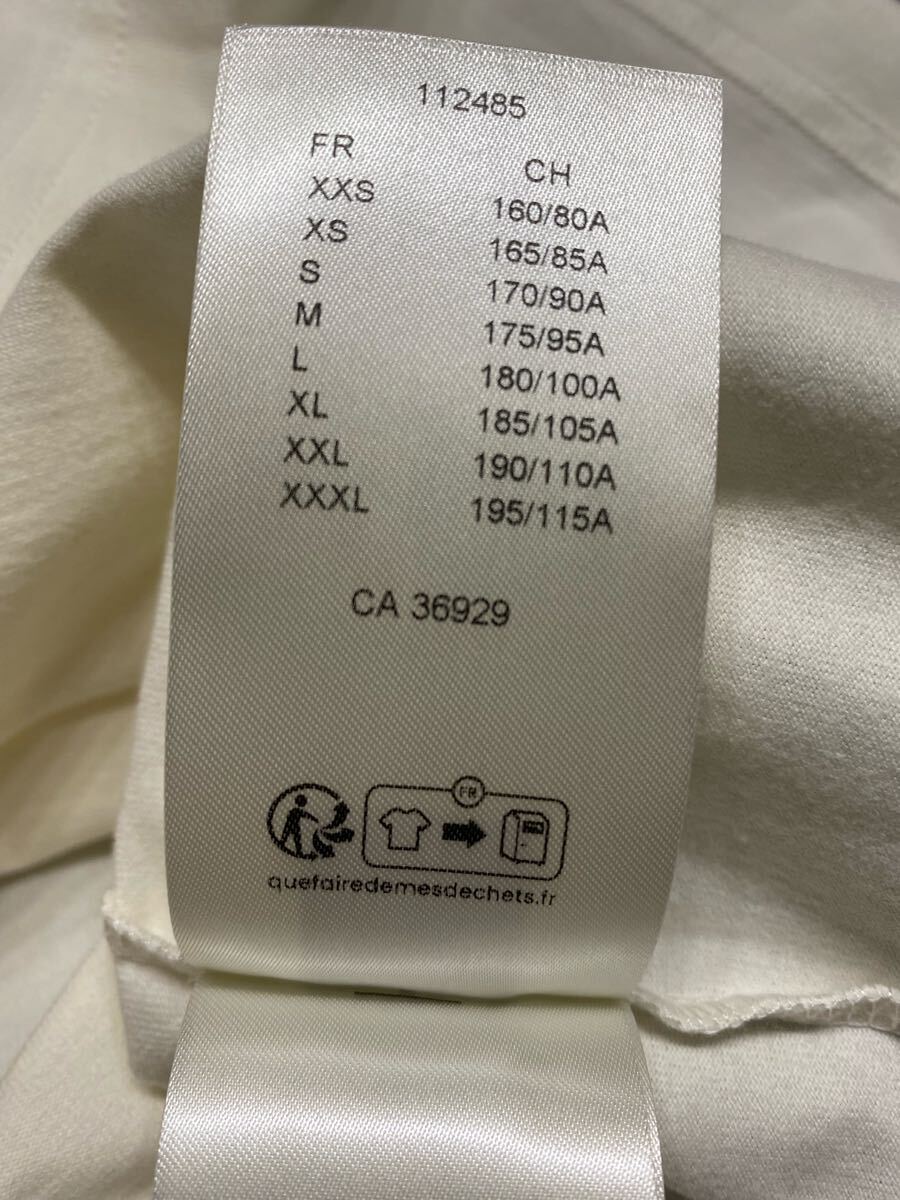 112485
FR CH
XXS 160/80A
XS 165/85A
S 170/90A
M 175/95A
L 180/100A
XL 185/105A
XXL 190/110A
XXXL 195/115A
CA 36929
FR
quefairedemesdechets.fr